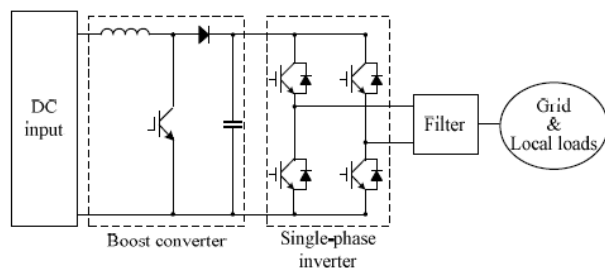 DC
input
Boost converter
Single-phase
inverter
Filter
Grid
&
Local loads